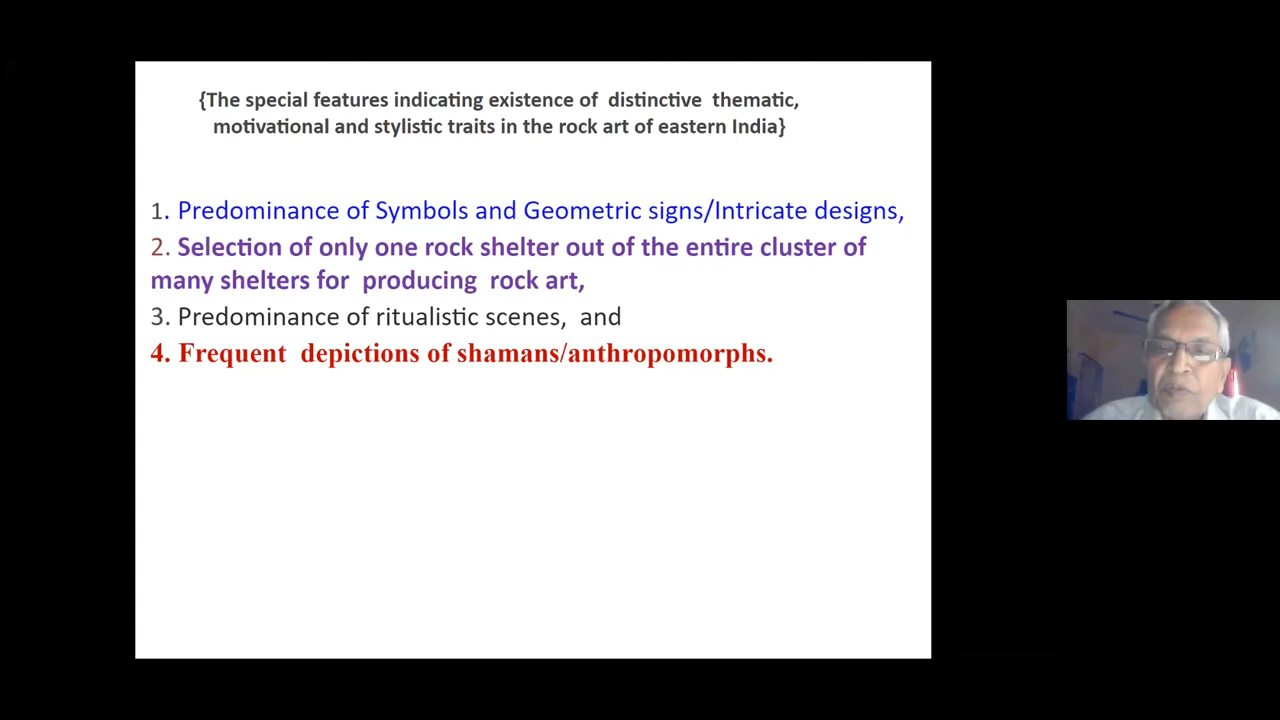 {The special features indicating existence of distinctive thematic,
motivational and stylistic traits in the rock art of eastern India}
1. Predominance of Symbols and Geometric signs/Intricate designs,
2. Selection of only one rock shelter out of the entire cluster of
many shelters for producing rock art,
3. Predominance of ritualistic scenes, and
4. Frequent depictions of shamans/anthropomorphs.